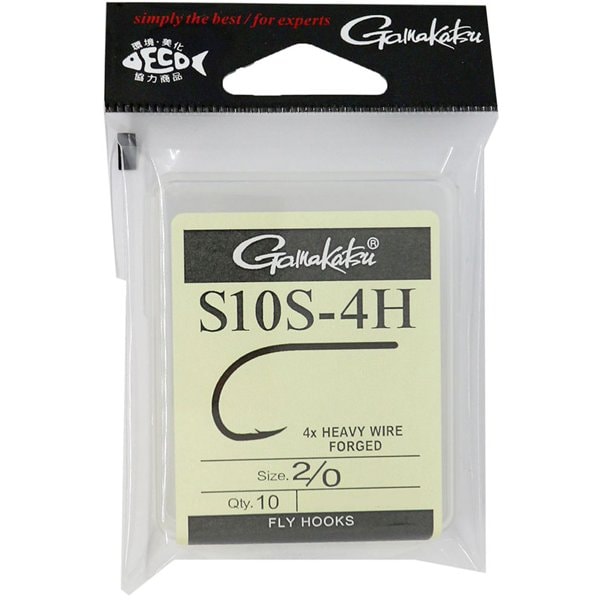 simply the best / for experts
Gamakatsu
環境・美化
ECO
協力商品
Gamakatsu®
S10S-4H
4x HEAVY WIRE
FORGED
Size. 2/0
Qty. 10
FLY HOOKS